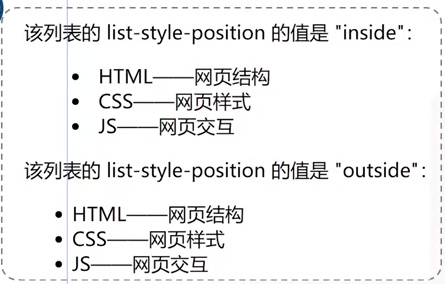 该列表的 list-style-position 的值是 "inside"：
• HTML——网页结构
• CSS——网页样式
• JS——网页交互
该列表的 list-style-position 的值是 "outside"：
• HTML——网页结构
• CSS——网页样式
• JS——网页交互